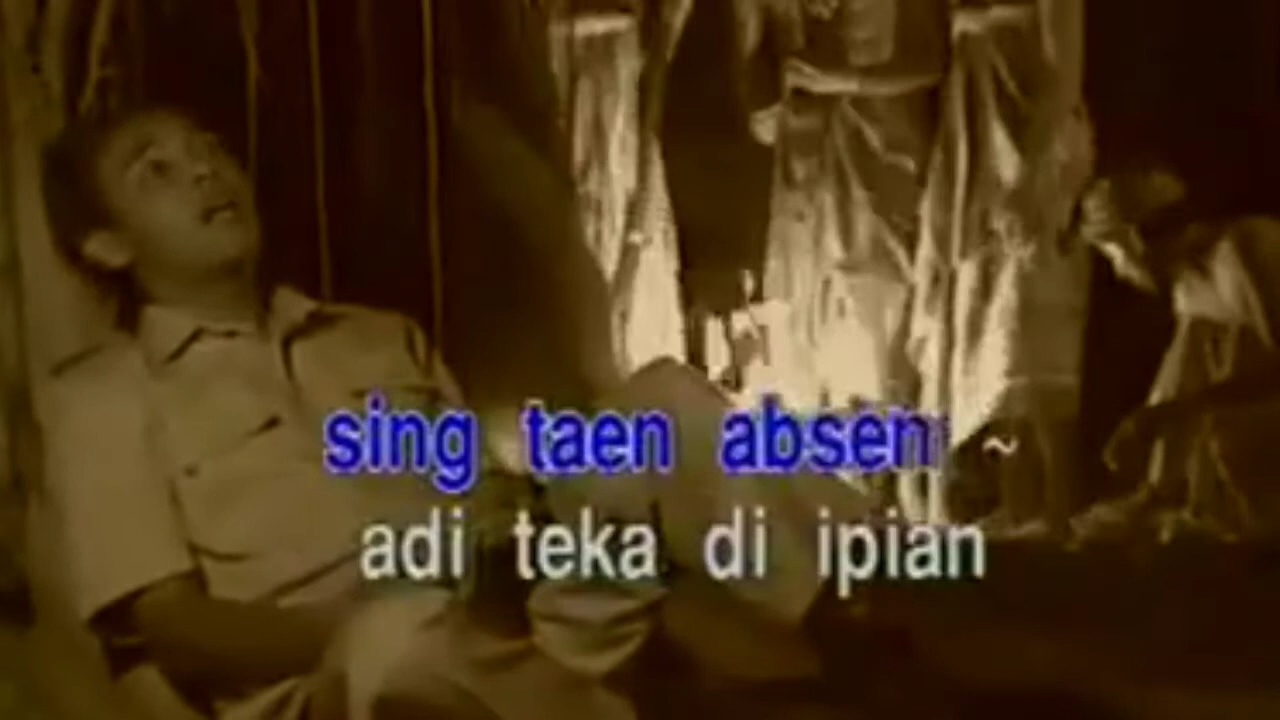 sing taen absen ~
adi teka di ipian